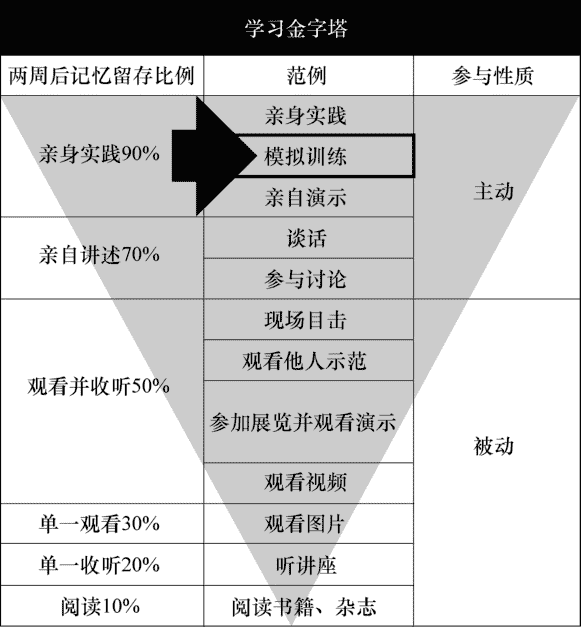 学习金字塔
两周后记忆留存比例 范例 参与性质
亲身实践90%
亲身实践
模拟训练
亲自演示
主动
亲自讲述70%
谈话
参与讨论
观看并收听50%
现场目击
观看他人示范
参加展览并观看演示
观看视频
被动
单一观看30% 观看图片
单一收听20% 听讲座
阅读10% 阅读书籍、杂志